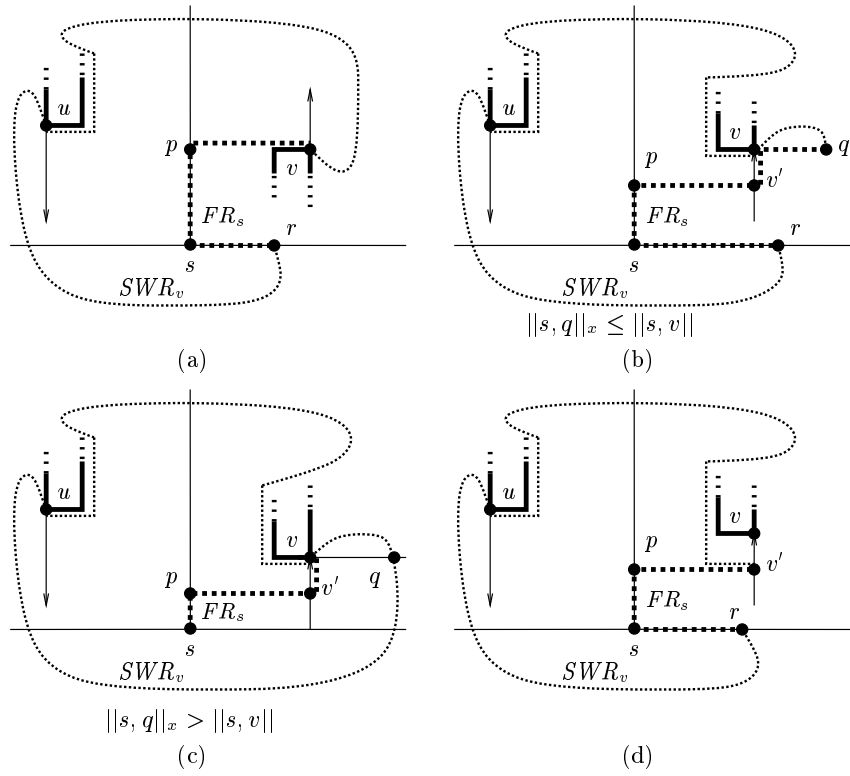 u
p
v
FR_s
r
s
SWR_v
(a)
u
v
q
p
v'
FR_s
r
s
SWR_v
||s, q||_x ≤ ||s, v||
(b)
u
v
p
q
v'
FR_s
s
SWR_v
||s, q||_x > ||s, v||
(c)
u
v
p
v'
FR_s
r
s
SWR_v
(d)